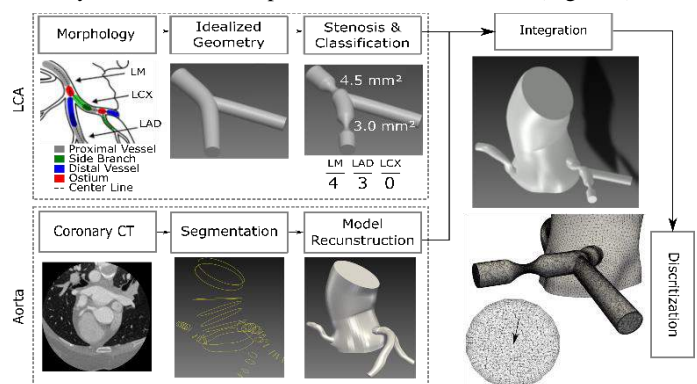 Morphology
Idealized
Geometry
Stenosis &
Classification
Integration
LCA
LM
LCX
LAD
Proximal Vessel
Side Branch
Distal Vessel
Ostium
Center Line
4.5 mm²
3.0 mm²
LM LAD LCX
4 3 0
Aorta
Coronary CT
Segmentation
Model
Recunstruction
Discritization